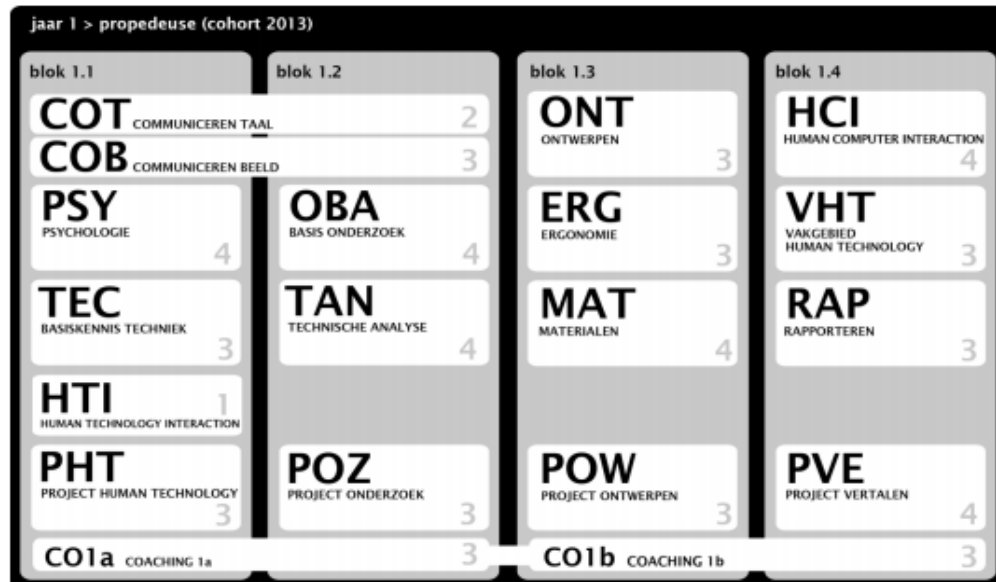 jaar 1 > propedeuse (cohort 2013)
blok 1.1
blok 1.2
blok 1.3
blok 1.4
COT COMMUNICEREN TAAL 2
COB COMMUNICEREN BEELD 3
ONT
ONTWERPEN
3
HCI
HUMAN COMPUTER INTERACTION
4
PSY
PSYCHOLOGIE
4
OBA
BASIS ONDERZOEK
4
ERG
ERGONOMIE
3
VHT
VAKGEBIED
HUMAN TECHNOLOGY
3
TEC
BASISKENNIS TECHNIEK
3
TAN
TECHNISCHE ANALYSE
4
MAT
MATERIALEN
4
RAP
RAPPORTEREN
3
HTI 1
HUMAN TECHNOLOGY INTERACTION
PHT
PROJECT HUMAN TECHNOLOGY
3
POZ
PROJECT ONDERZOEK
3
POW
PROJECT ONTWERPEN
3
PVE
PROJECT VERTALEN
4
CO1a COACHING 1a 3
CO1b COACHING 1b 3